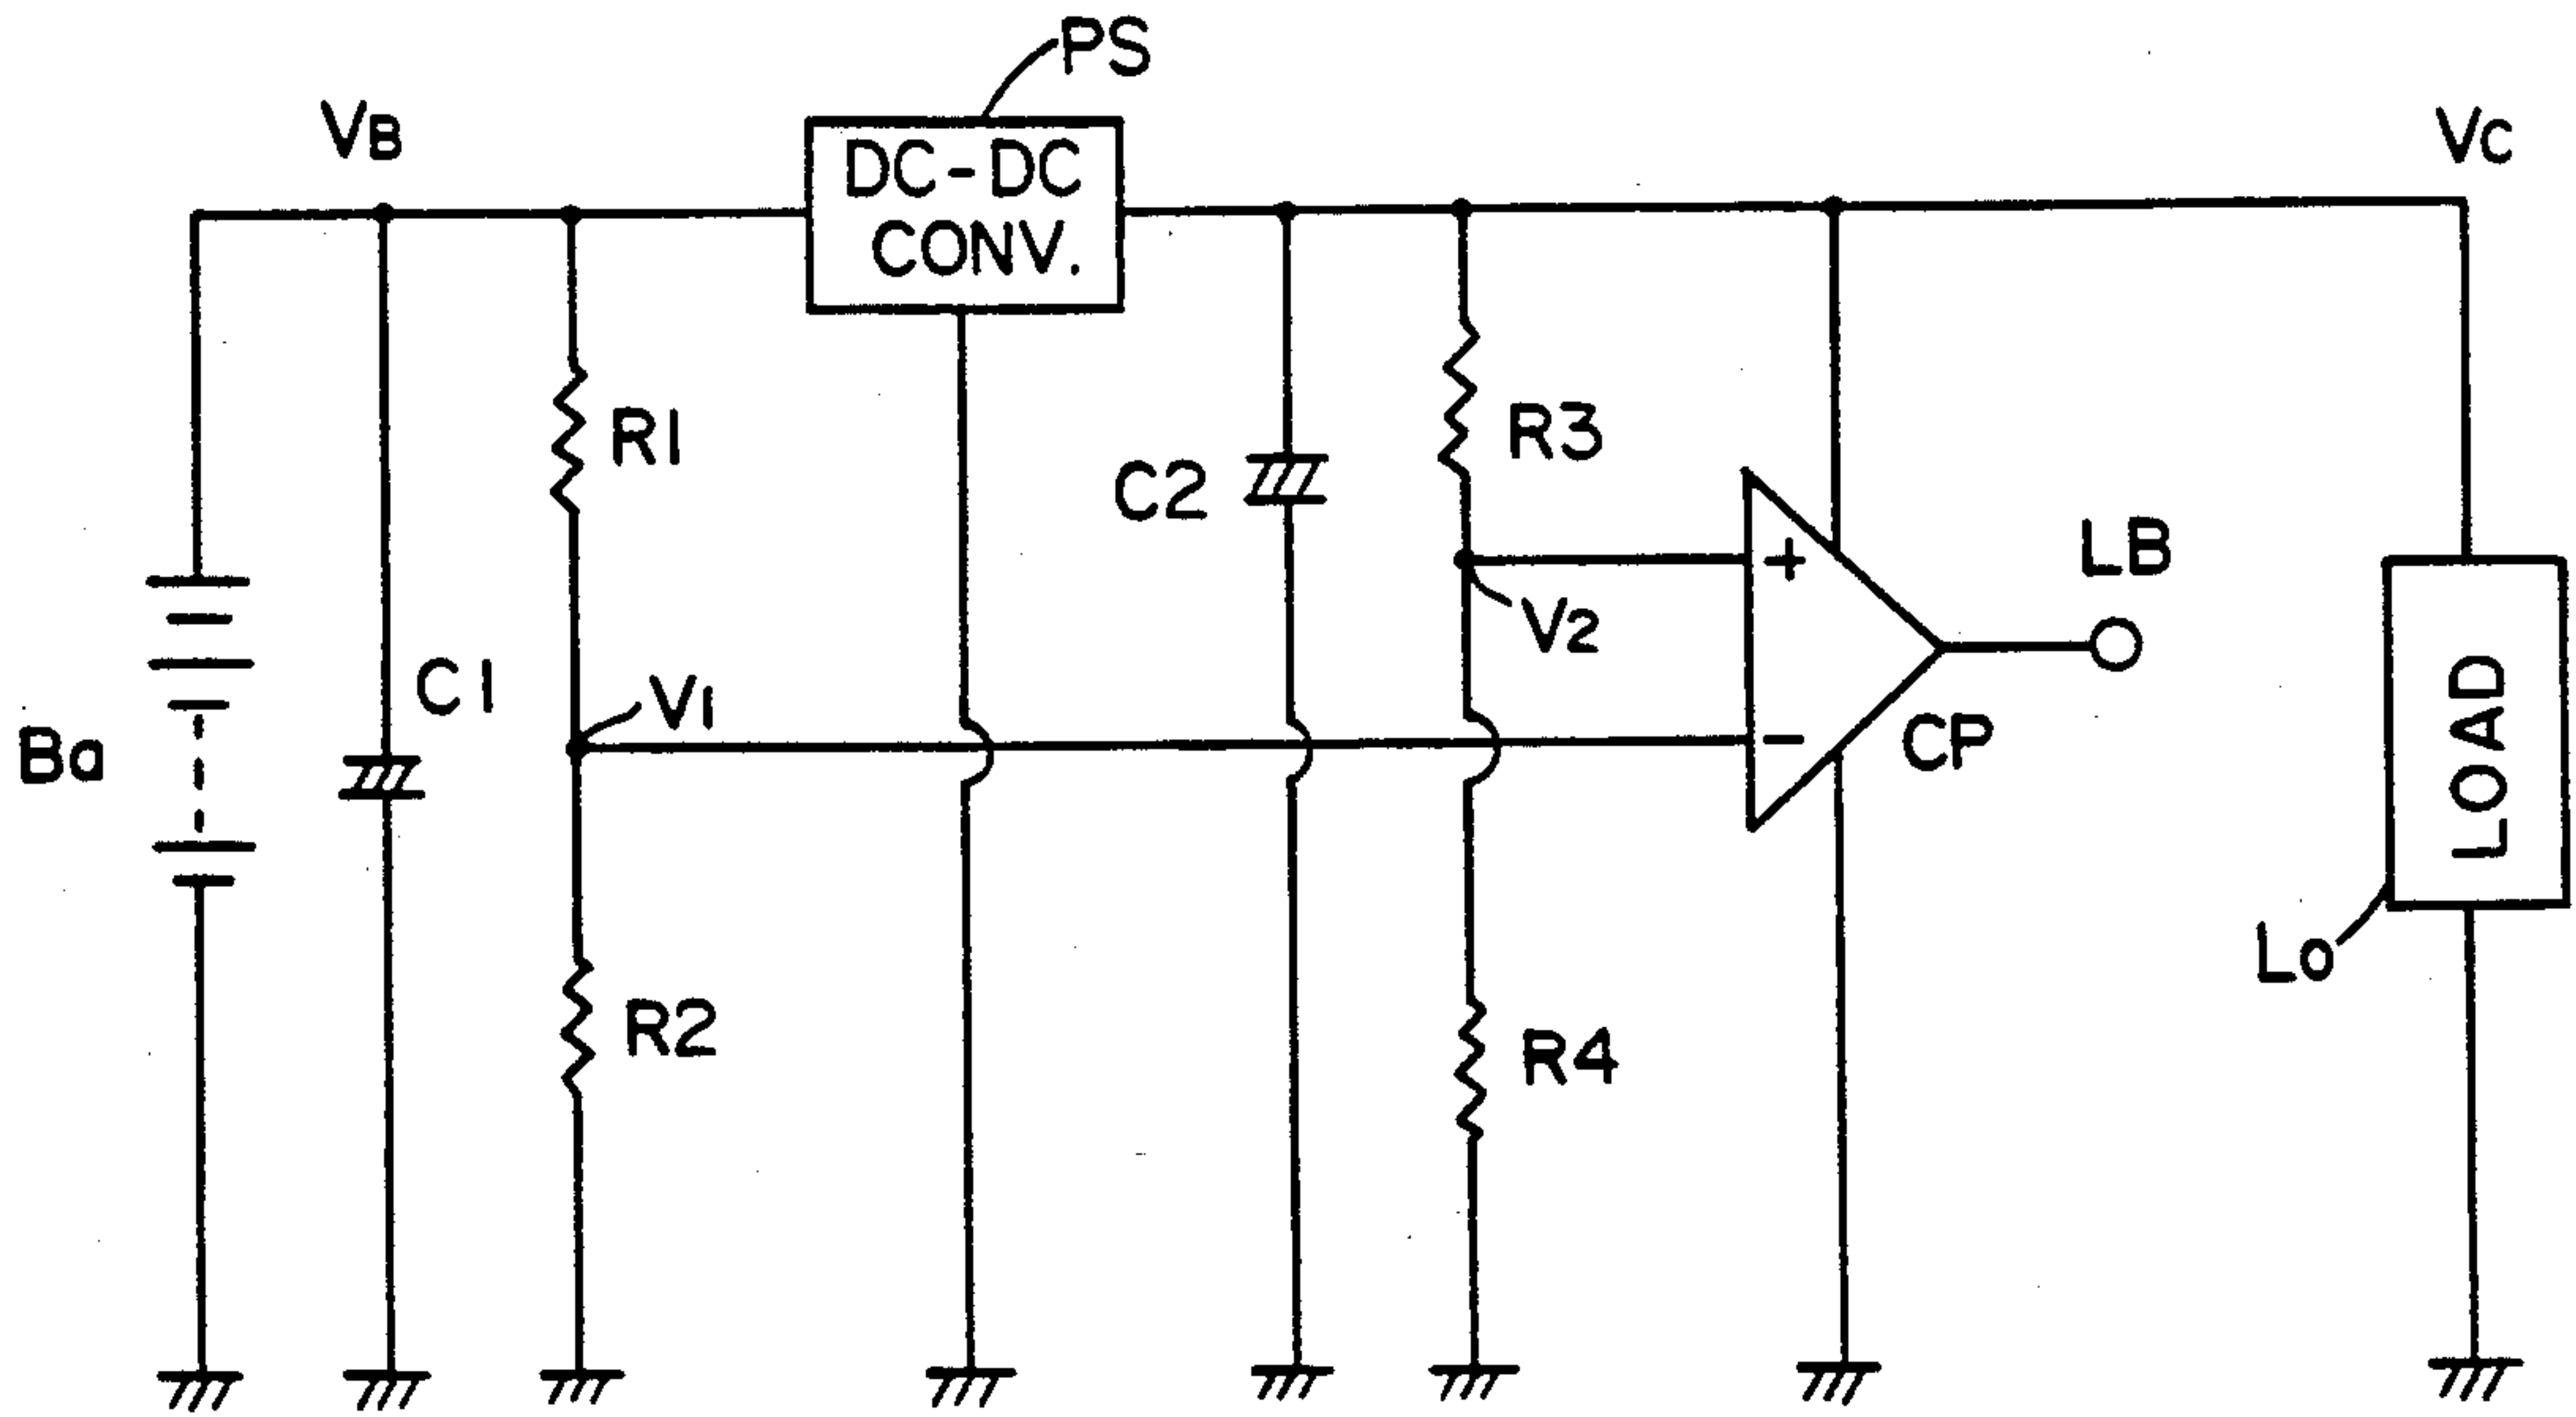 PS
VB
DC-DC
CONV.
VC
R1
R3
C2
+
LB
V2
C1
V1
Ba
-
CP
LOAD
Lo
R2
R4